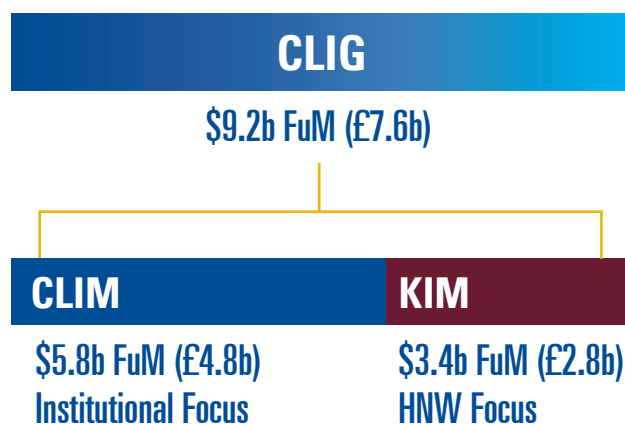 CLIG
$9.2b FuM (£7.6b)
CLIM
$5.8b FuM (£4.8b)
Institutional Focus
KIM
$3.4b FuM (£2.8b)
HNW Focus